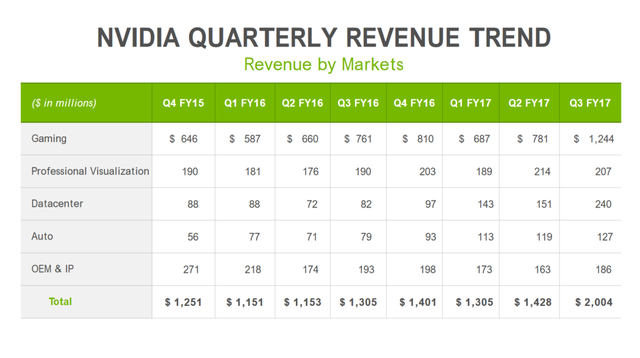 NVIDIA QUARTERLY REVENUE TREND
Revenue by Markets
($ in millions) Q4 FY15 Q1 FY16 Q2 FY16 Q3 FY16 Q4 FY16 Q1 FY17 Q2 FY17 Q3 FY17
Gaming $ 646 $ 587 $ 660 $ 761 $ 810 $ 687 $ 781 $ 1,244
Professional Visualization 190 181 176 190 203 189 214 207
Datacenter 88 88 72 82 97 143 151 240
Auto 56 77 71 79 93 113 119 127
OEM & IP 271 218 174 193 198 173 163 186
Total $ 1,251 $ 1,151 $ 1,153 $ 1,305 $ 1,401 $ 1,305 $ 1,428 $ 2,004